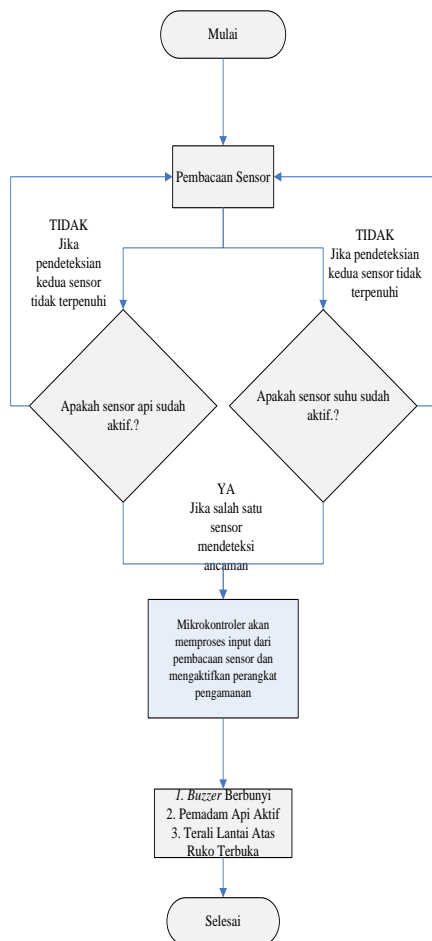 Mulai
Pembacaan Sensor
TIDAK
Jika
pendeteksian
kedua sensor
tidak terpenuhi
TIDAK
Jika pendeteksian
kedua sensor tidak
terpenuhi
Apakah sensor api sudah
aktif.?
Apakah sensor suhu sudah
aktif.?
YA
Jika salah satu
sensor
mendeteksi
ancaman
Mikrokontroler akan
memproses input dari
pembacaan sensor dan
mengaktifkan perangkat
pengamanan
1. Buzzer Berbunyi
2. Pemadam Api Aktif
3. Terali Lantai Atas
Ruko Terbuka
Selesai